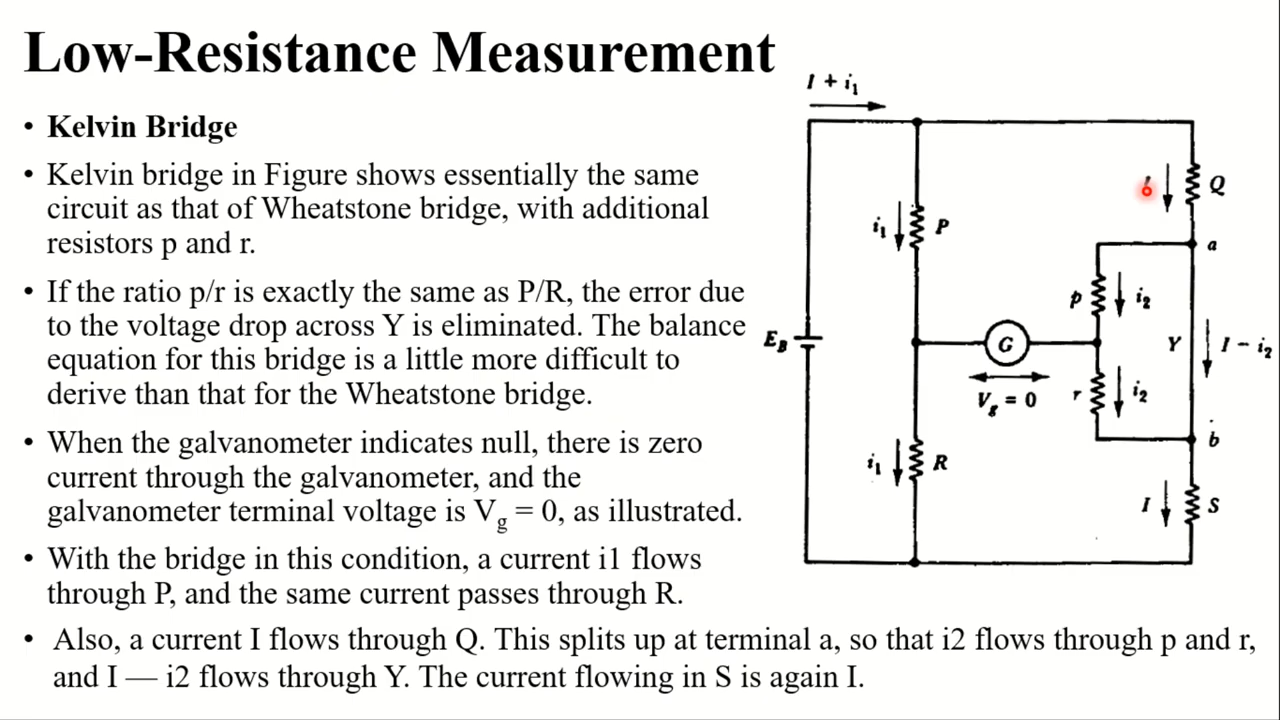 Low-Resistance Measurement
• Kelvin Bridge
• Kelvin bridge in Figure shows essentially the same
circuit as that of Wheatstone bridge, with additional
resistors p and r.
• If the ratio p/r is exactly the same as P/R, the error due
to the voltage drop across Y is eliminated. The balance
equation for this bridge is a little more difficult to
derive than that for the Wheatstone bridge.
• When the galvanometer indicates null, there is zero
current through the galvanometer, and the
galvanometer terminal voltage is Vg = 0, as illustrated.
• With the bridge in this condition, a current i1 flows
through P, and the same current passes through R.
• Also, a current I flows through Q. This splits up at terminal a, so that i2 flows through p and r,
and I — i2 flows through Y. The current flowing in S is again I.
I + i1
Q
i1
P
a
p
i2
EB
G
Y
I - i2
Vg = 0
r
i2
b
i1
R
I
S